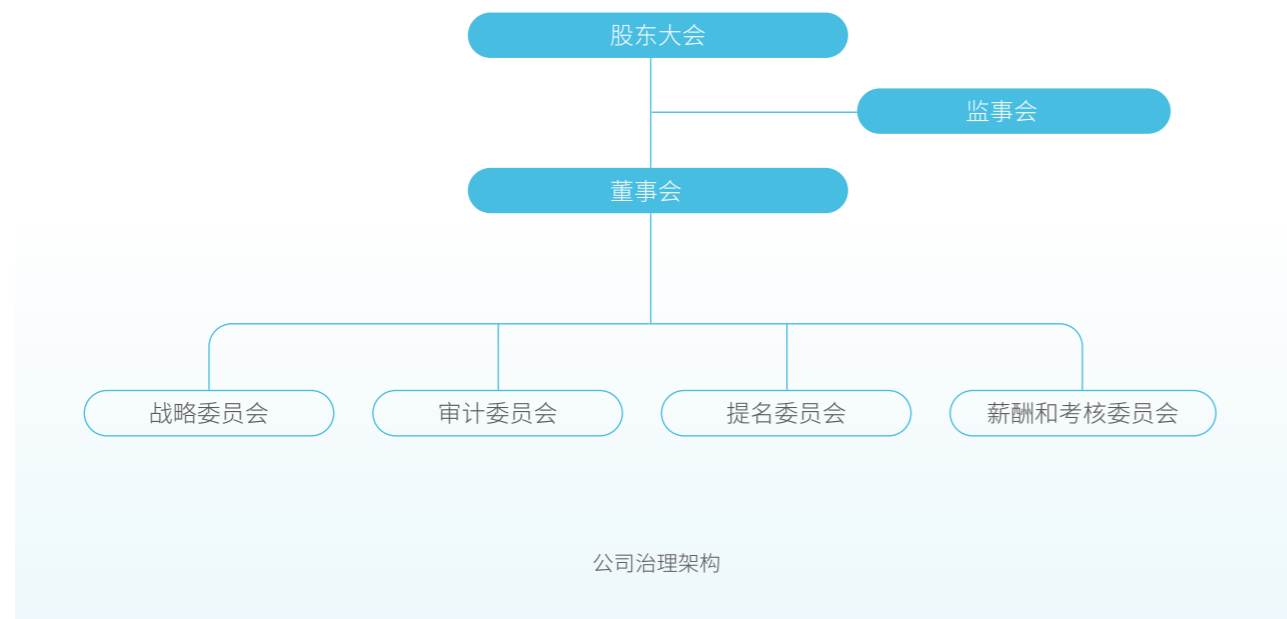 股东大会
监事会
董事会
战略委员会
审计委员会
提名委员会
薪酬和考核委员会
公司治理架构